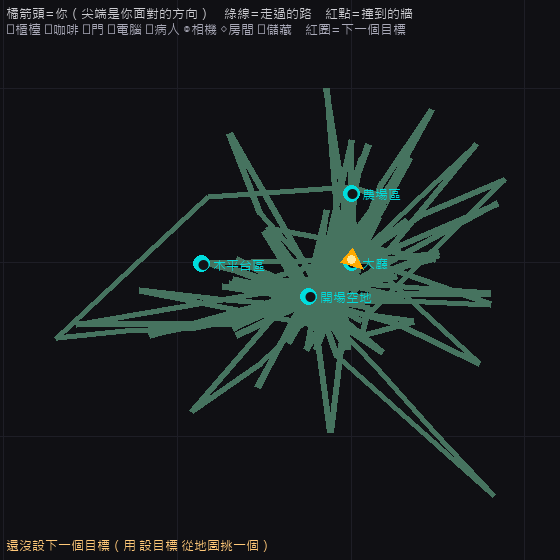 橘箭頭=你（尖端是你面對的方向） 綠線=走過的路 紅點=撞到的牆
櫃檯 咖啡 門 電腦 病人 相機 房間 儲藏 紅圈=下一個目標
農場區
木平台區
大廳
開場空地
還沒設下一個目標（用 設目標 從地圖挑一個）